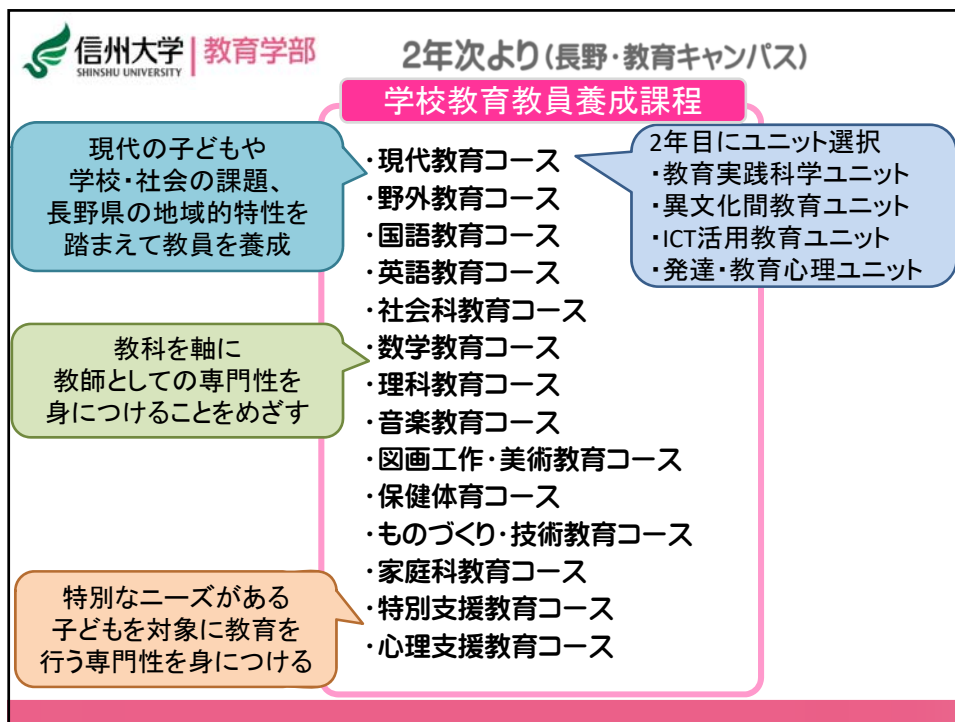 信州大学 教育学部
SHINSHU UNIVERSITY
2年次より(長野・教育キャンパス)
学校教育教員養成課程
現代の子どもや
学校・社会の課題、
長野県の地域的特性を
踏まえて教員を養成
・現代教育コース
・野外教育コース
・国語教育コース
・英語教育コース
・社会科教育コース
・数学教育コース
・理科教育コース
・音楽教育コース
・図画工作・美術教育コース
・保健体育コース
・ものづくり・技術教育コース
・家庭科教育コース
・特別支援教育コース
・心理支援教育コース
2年目にユニット選択
・教育実践科学ユニット
・異文化間教育ユニット
・ICT活用教育ユニット
・発達・教育心理ユニット
教科を軸に
教師としての専門性を
身につけることをめざす
特別なニーズがある
子どもを対象に教育を
行う専門性を身につける